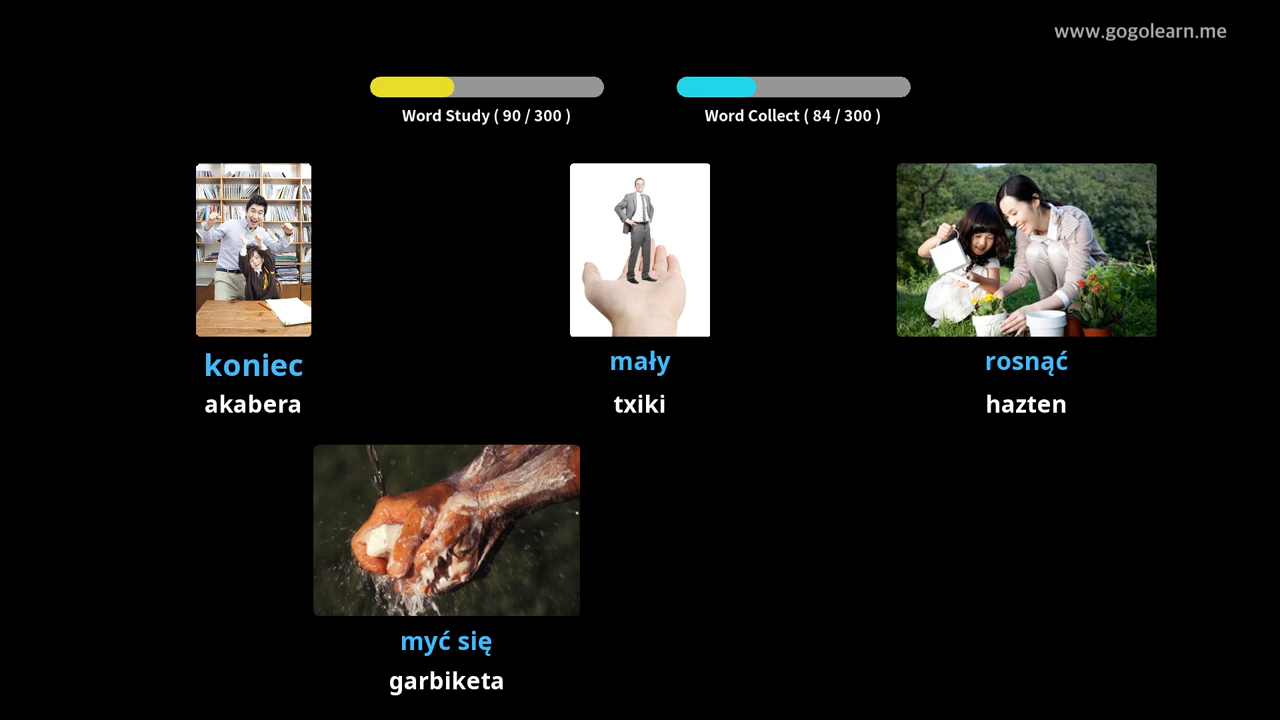 www.gogolearn.me
Word Study ( 90 / 300 )
Word Collect ( 84 / 300 )
koniec
akabera
mały
txiki
rosnąć
hazten
myć się
garbiketa